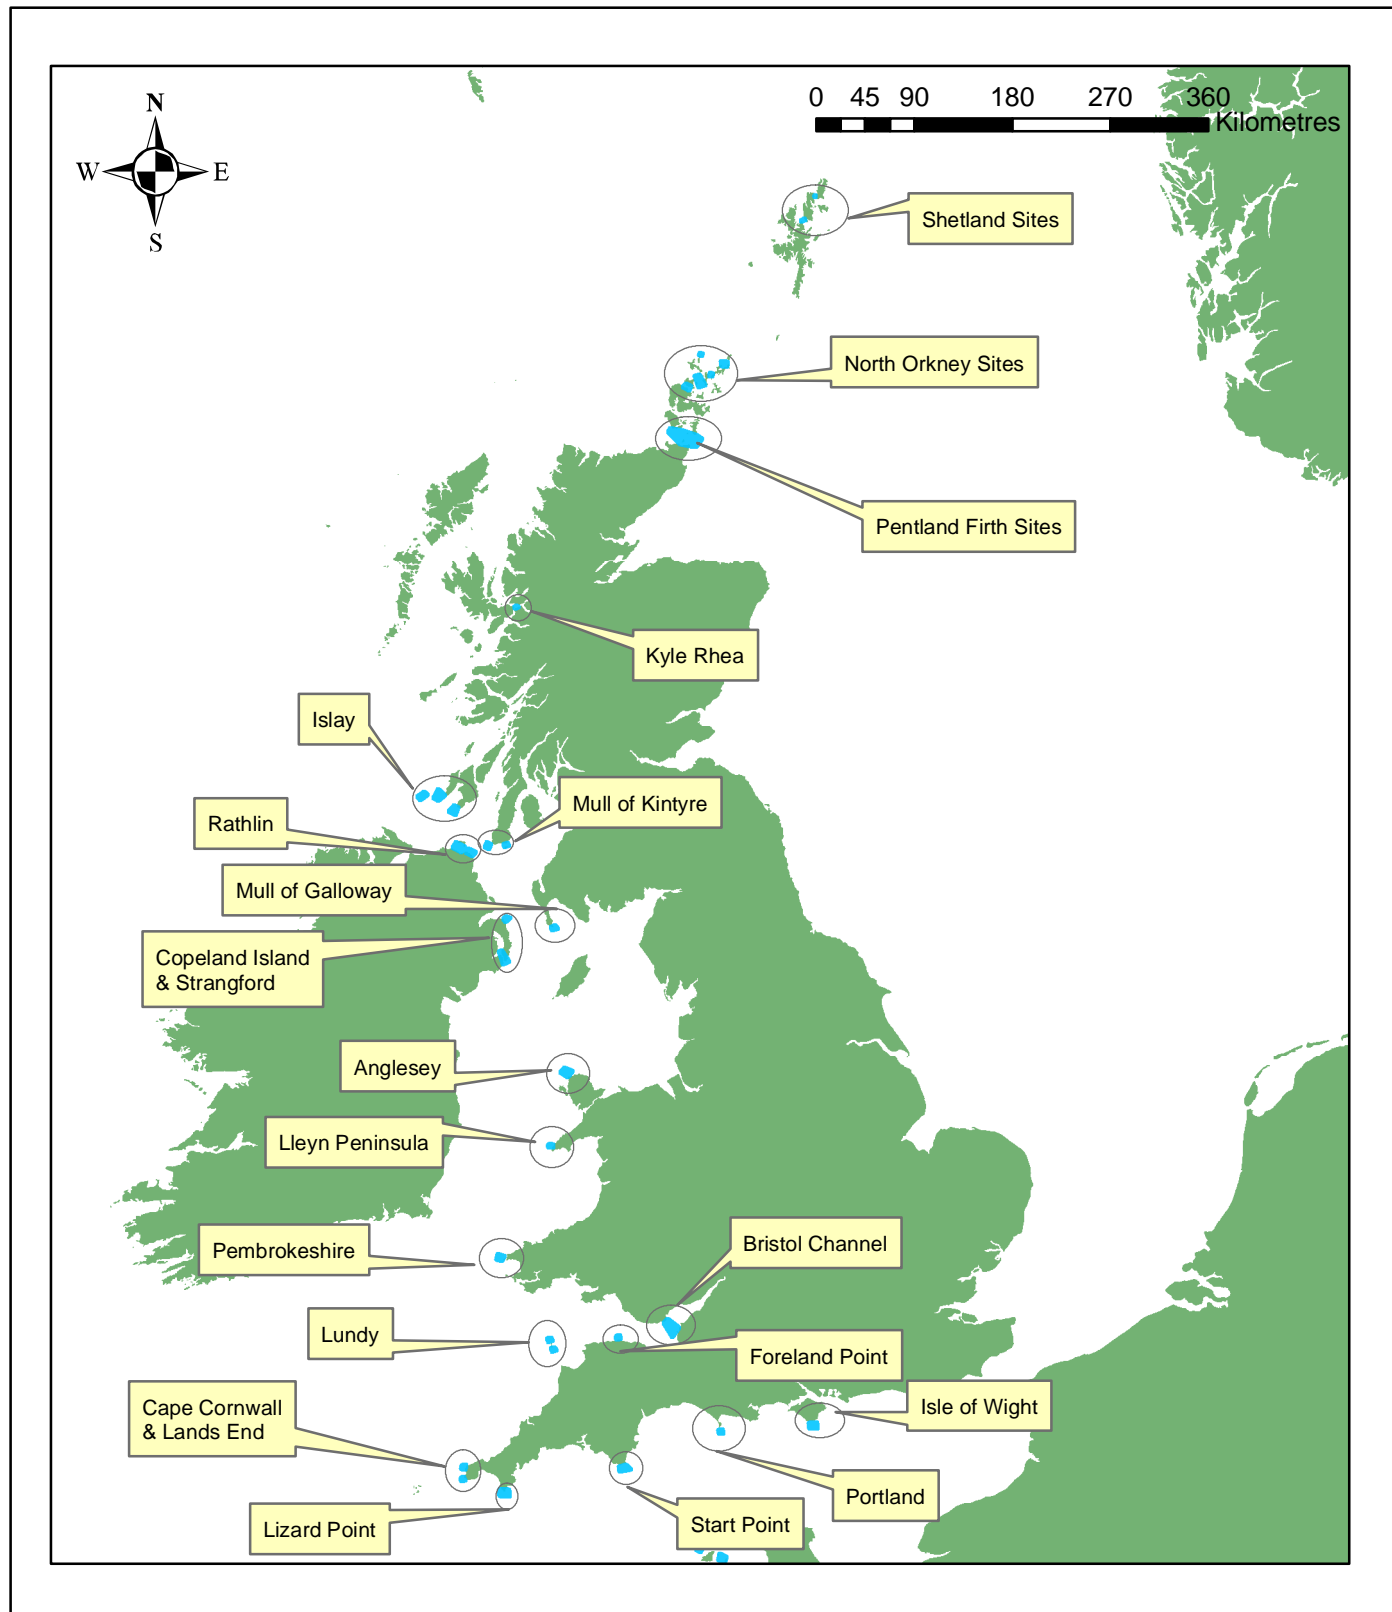 N
W
E
S
0 45 90 180 270 360
Kilometres
Shetland Sites
North Orkney Sites
Pentland Firth Sites
Kyle Rhea
Islay
Mull of Kintyre
Rathlin
Mull of Galloway
Copeland Island
& Strangford
Anglesey
Lleyn Peninsula
Pembrokeshire
Bristol Channel
Lundy
Foreland Point
Cape Cornwall
& Lands End
Isle of Wight
Portland
Lizard Point
Start Point